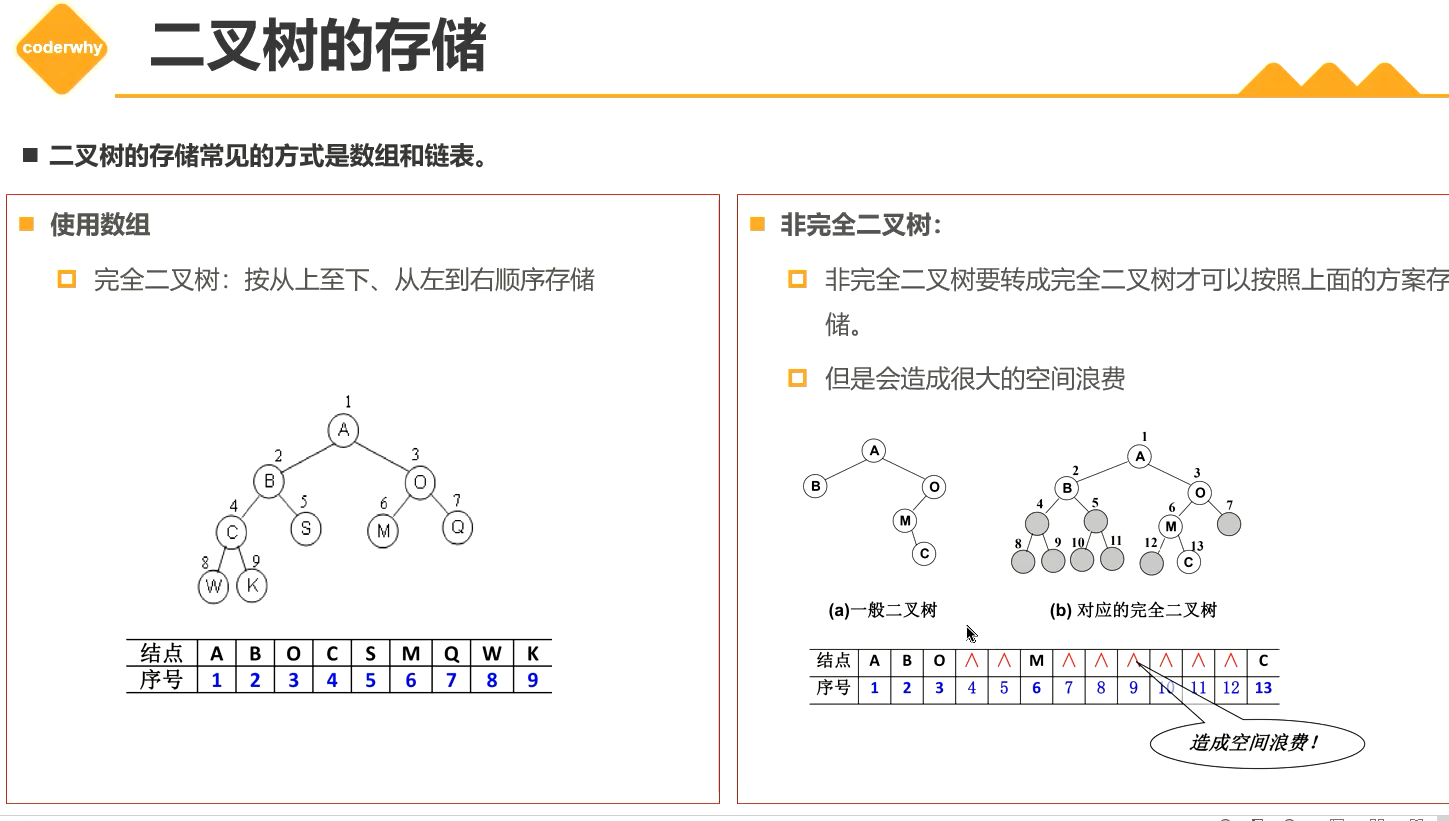 coderwhy
二叉树的存储
二叉树的存储常见的方式是数组和链表。
使用数组
完全二叉树：按从上至下、从左到右顺序存储
1
A
2
3
B
O
4
5
6
7
C
S
M
Q
8
9
W
K
结点 A B O C S M Q W K
序号 1 2 3 4 5 6 7 8 9
非完全二叉树：
非完全二叉树要转成完全二叉树才可以按照上面的方案存
储。
但是会造成很大的空间浪费
A
B
O
M
C
(a)一般二叉树
1
A
2
3
B
O
4
5
6
7
M
8
9
10
11
12
13
C
(b) 对应的完全二叉树
结点 A B O ∧ ∧ M ∧ ∧ ∧ ∧ ∧ ∧ C
序号 1 2 3 4 5 6 7 8 9 10 11 12 13
造成空间浪费！